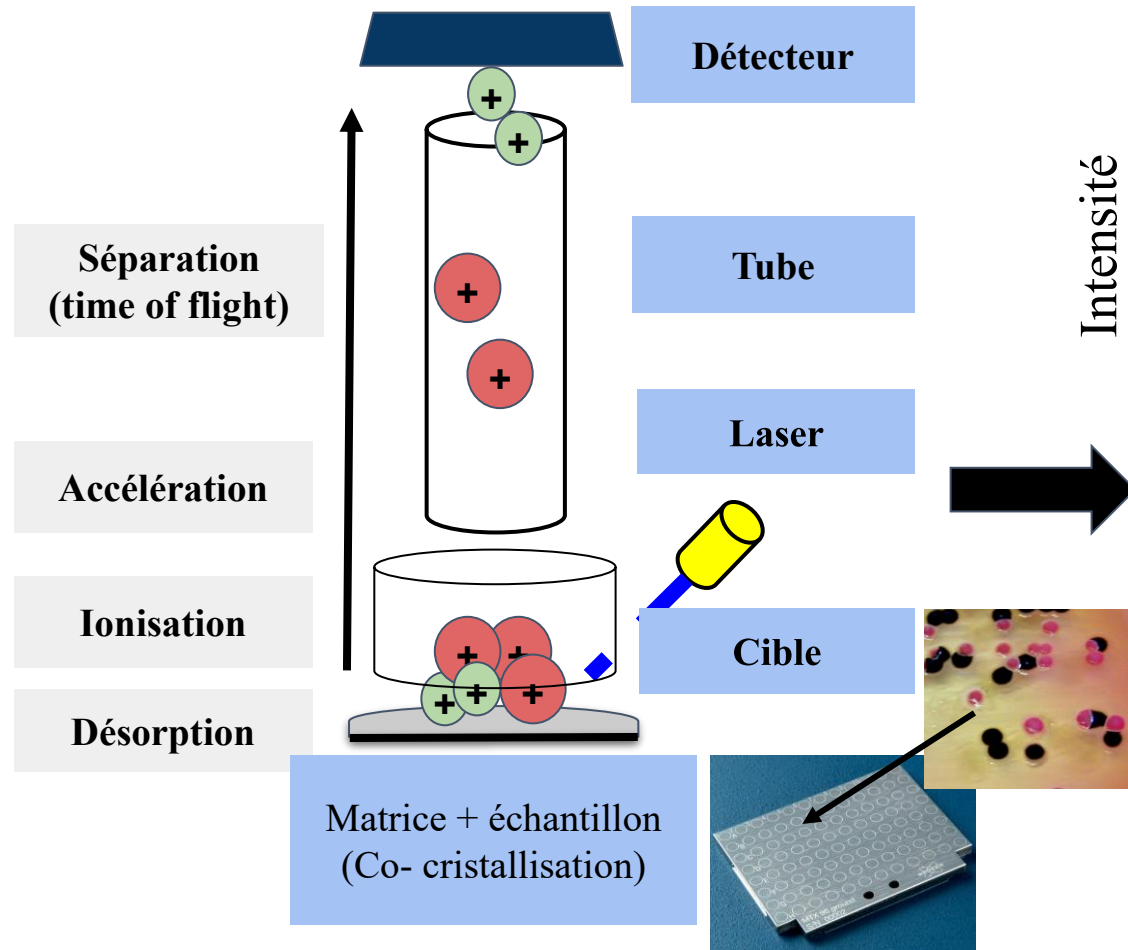 Détecteur
Séparation
(time of flight)
Tube
Intensité
Laser
Accélération
Ionisation
Cible
Désorption
Matrice + échantillon
(Co- cristallisation)
+
+
+
+
+
+
+
+
+